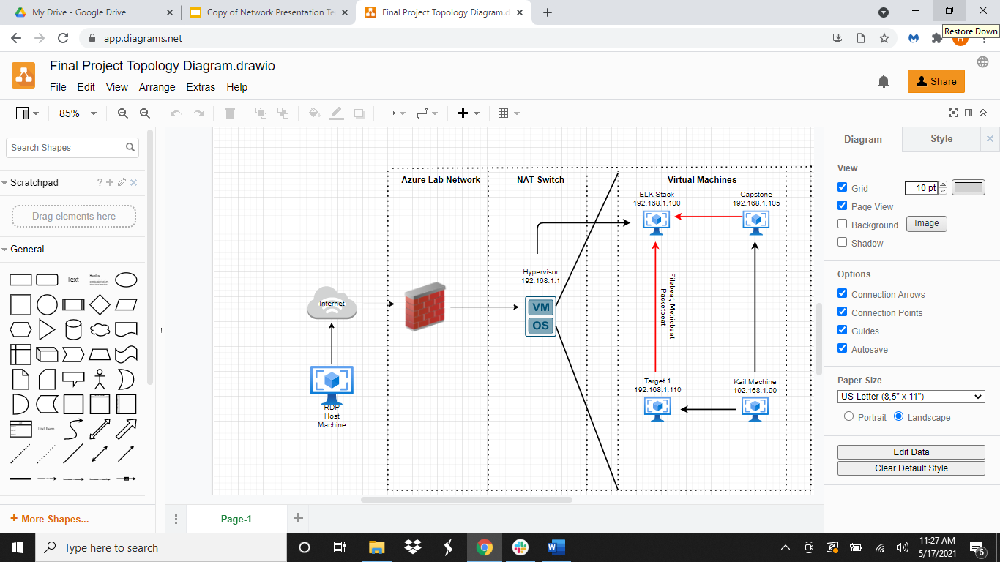 My Drive - Google Drive
Copy of Network Presentation Te
Final Project Topology Diagram.d
app.diagrams.net
Restore Down
Final Project Topology Diagram.drawio
File Edit View Arrange Extras Help
Share
85%
Search Shapes
Scratchpad
?
Drag elements here
General
Text
Heading
List Item
More Shapes...
Azure Lab Network
NAT Switch
Virtual Machines
ELK Stack
192.168.1.100
Capstone
192.168.1.105
Hypervisor
192.168.1.1
VM
OS
Internet
Filebeat, Metricbeat,
Packetbeat
RDP
Host
Machine
Target 1
192.168.1.110
Kail Machine
192.168.1.90
Page-1
Diagram
Style
View
Grid
10 pt
Page View
Background
Image
Shadow
Options
Connection Arrows
Connection Points
Guides
Autosave
Paper Size
US-Letter (8,5" x 11")
Portrait
Landscape
Edit Data
Clear Default Style
Type here to search
11:27 AM
5/17/2021
6